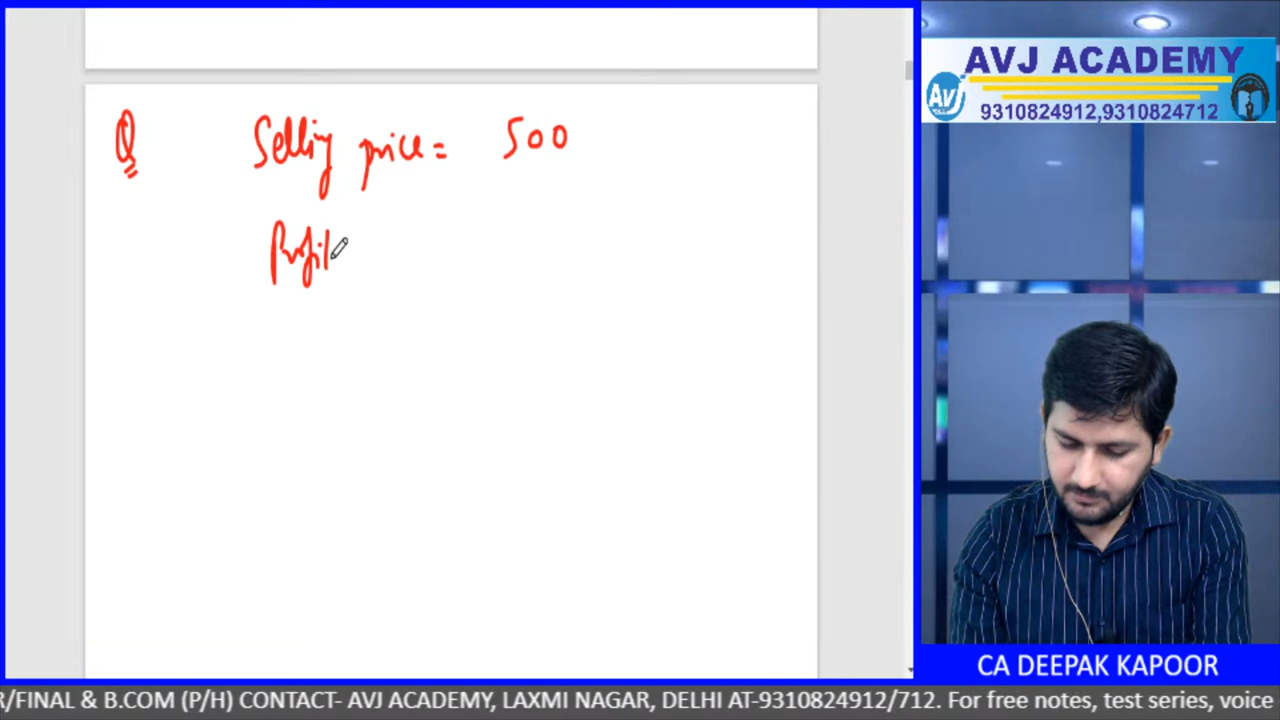 AVJ ACADEMY
Av
9310824912,9310824712
Q Selling price = 500
Profit
CA DEEPAK KAPOOR
R/FINAL & B.COM (P/H) CONTACT- AVJ ACADEMY, LAXMI NAGAR, DELHI AT-9310824912/712. For free notes, test series, voice